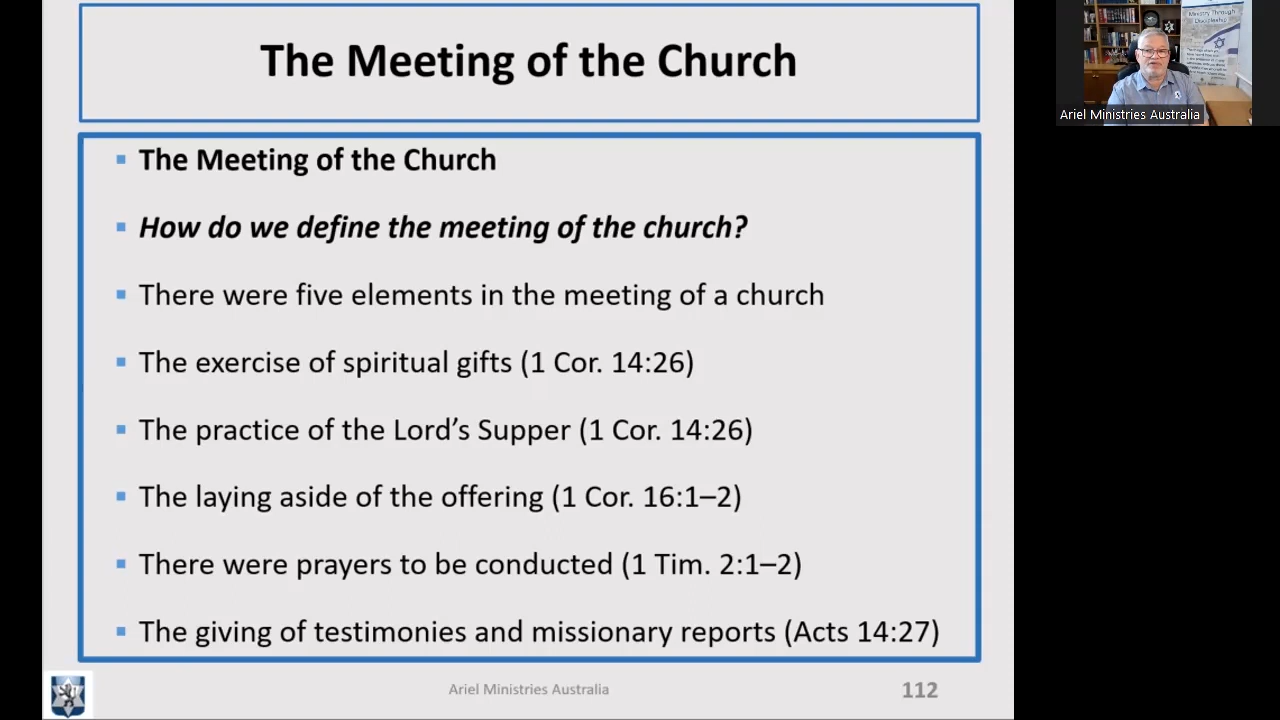 The Meeting of the Church
▪ The Meeting of the Church
▪ How do we define the meeting of the church?
▪ There were five elements in the meeting of a church
▪ The exercise of spiritual gifts (1 Cor. 14:26)
▪ The practice of the Lord’s Supper (1 Cor. 14:26)
▪ The laying aside of the offering (1 Cor. 16:1–2)
▪ There were prayers to be conducted (1 Tim. 2:1–2)
▪ The giving of testimonies and missionary reports (Acts 14:27)
Ariel Ministries Australia
112
Ministry Through
Discipleship
Ariel Ministries Australia